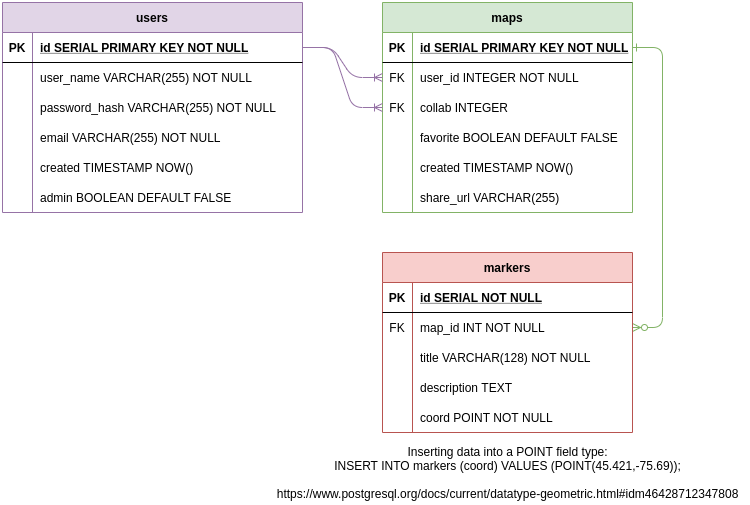 users
PK id SERIAL PRIMARY KEY NOT NULL
user_name VARCHAR(255) NOT NULL
password_hash VARCHAR(255) NOT NULL
email VARCHAR(255) NOT NULL
created TIMESTAMP NOW()
admin BOOLEAN DEFAULT FALSE
maps
PK id SERIAL PRIMARY KEY NOT NULL
FK user_id INTEGER NOT NULL
FK collab INTEGER
favorite BOOLEAN DEFAULT FALSE
created TIMESTAMP NOW()
share_url VARCHAR(255)
markers
PK id SERIAL NOT NULL
FK map_id INT NOT NULL
title VARCHAR(128) NOT NULL
description TEXT
coord POINT NOT NULL
Inserting data into a POINT field type:
INSERT INTO markers (coord) VALUES (POINT(45.421,-75.69));
https://www.postgresql.org/docs/current/datatype-geometric.html#idm46428712347808